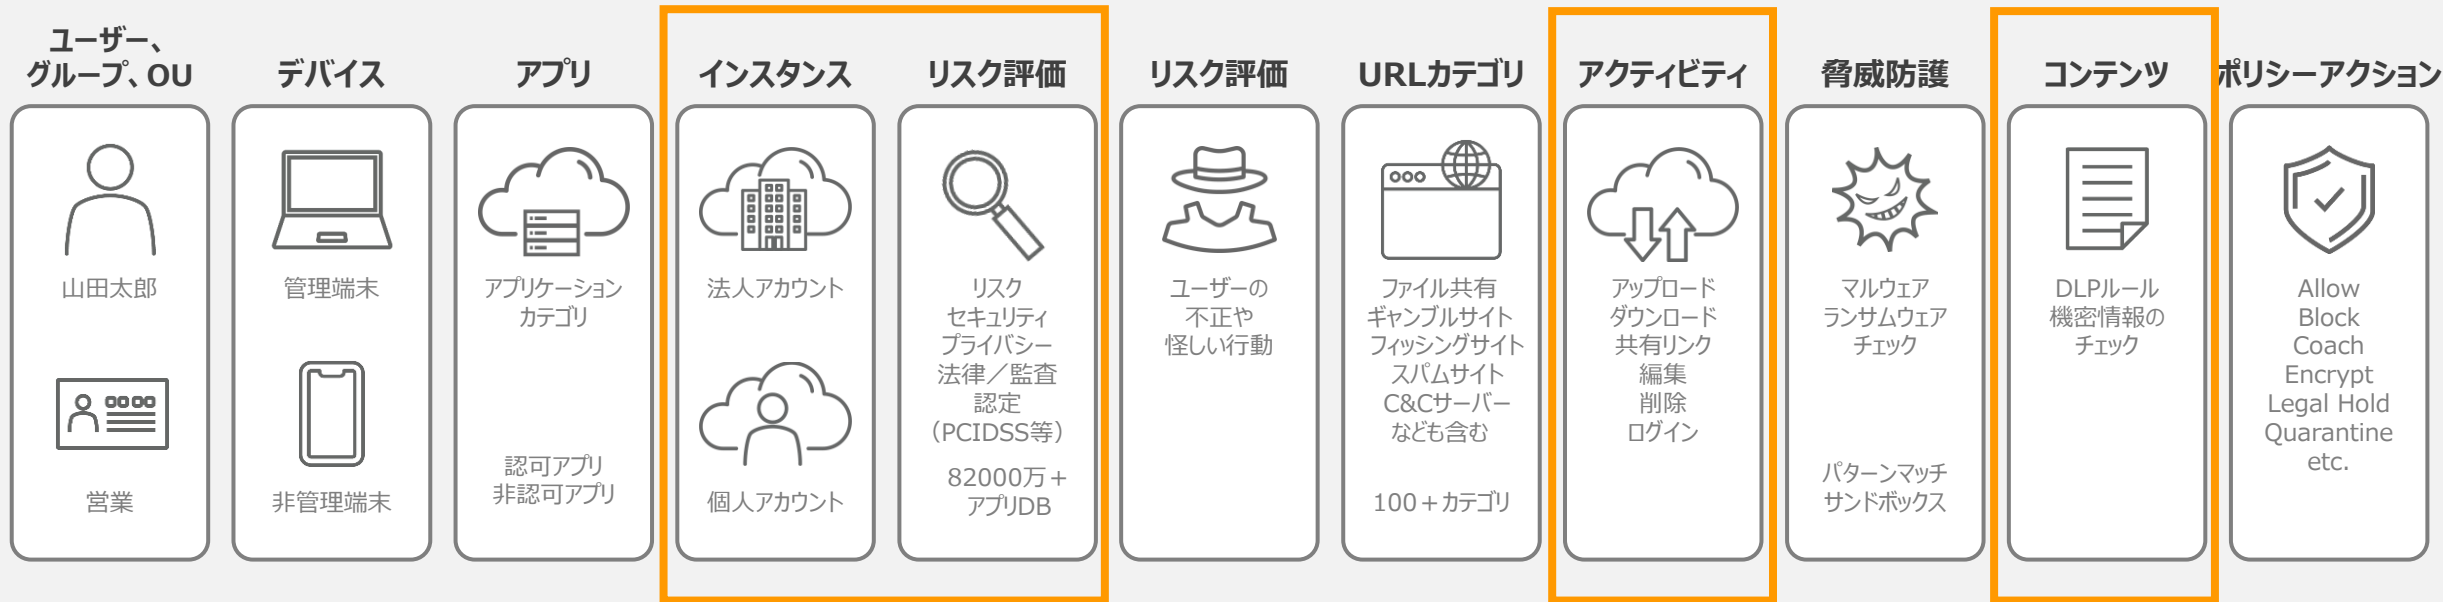 ユーザー、
グループ、OU
山田太郎
営業
デバイス
管理端末
非管理端末
アプリ
アプリケーション
カテゴリ
認可アプリ
非認可アプリ
インスタンス
法人アカウント
個人アカウント
リスク評価
リスク
セキュリティ
プライバシー
法律／監査
認定
（PCIDSS等）
82000万＋
アプリDB
リスク評価
ユーザーの
不正や
怪しい行動
URLカテゴリ
ファイル共有
ギャンブルサイト
フィッシングサイト
スパムサイト
C&Cサーバー
なども含む
100＋カテゴリ
アクティビティ
アップロード
ダウンロード
共有リンク
編集
削除
ログイン
脅威防護
マルウェア
ランサムウェア
チェック
パターンマッチ
サンドボックス
コンテンツ
DLPルール
機密情報の
チェック
ポリシーアクション
Allow
Block
Coach
Encrypt
Legal Hold
Quarantine
etc.